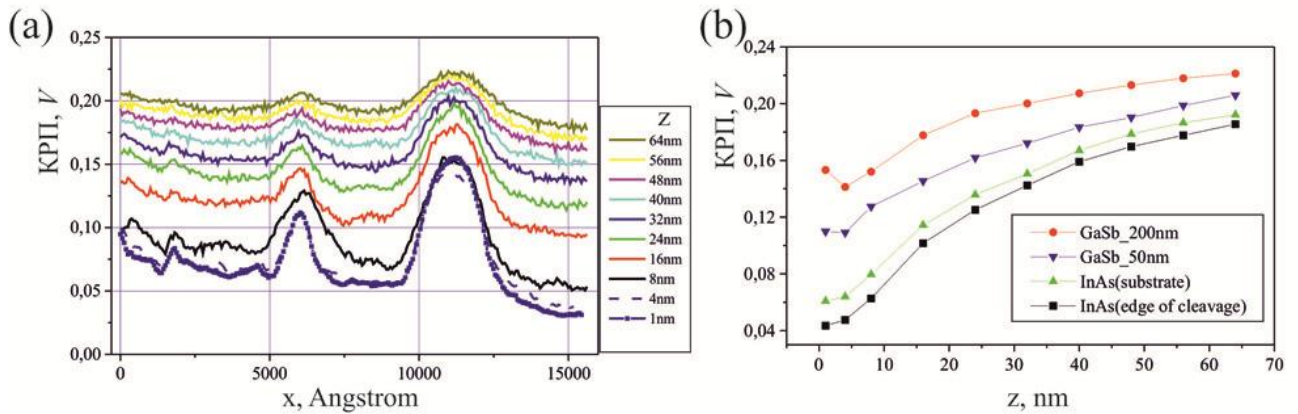 (a)
КРП, V
0,25
0,20
0,15
0,10
0,05
0,00
0
5000
10000
15000
x, Angstrom
Z
64nm
56nm
48nm
40nm
32nm
24nm
16nm
8nm
4nm
1nm
(b)
КРП, V
0,24
0,20
0,16
0,12
0,08
0,04
0
10
20
30
40
50
60
70
z, nm
GaSb_200nm
GaSb_50nm
InAs(substrate)
InAs(edge of cleavage)